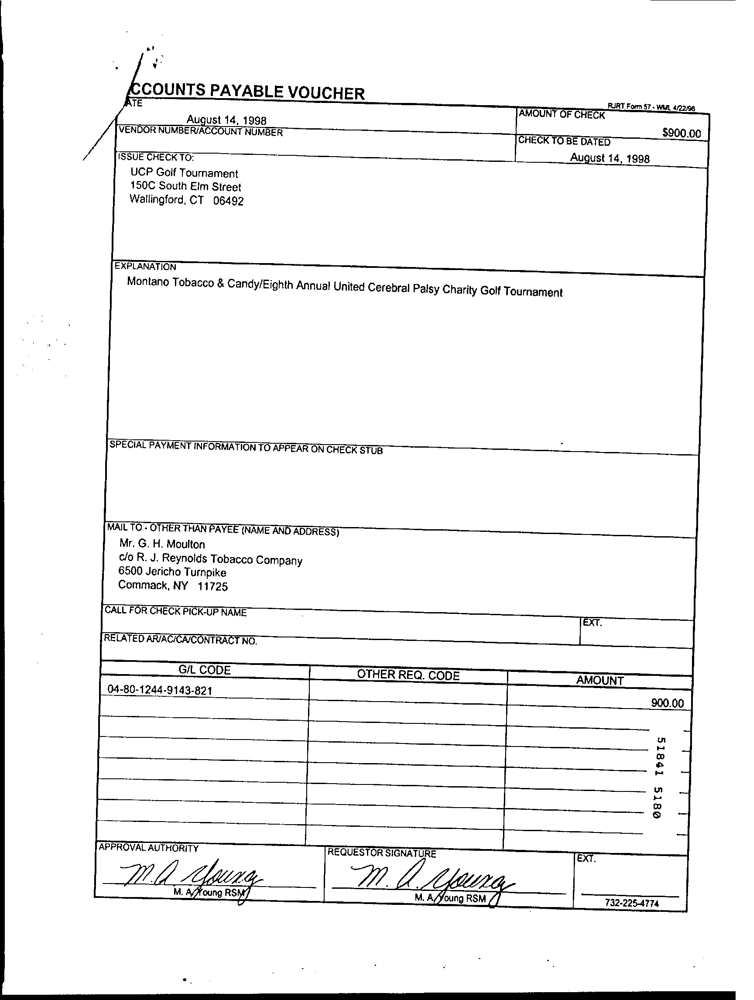 CCOUNTS PAYABLE VOUCHER
RJRT Form 57 - WML 4/22/96
ATE
August 14, 1998
AMOUNT OF CHECK
$900.00
VENDOR NUMBER/ACCOUNT NUMBER
CHECK TO BE DATED
August 14, 1998
ISSUE CHECK TO:
UCP Golf Tournament
150C South Elm Street
Wallingford, CT 06492
EXPLANATION
Montano Tobacco & Candy/Eighth Annual United Cerebral Palsy Charity Golf Tournament
SPECIAL PAYMENT INFORMATION TO APPEAR ON CHECK STUB
MAIL TO - OTHER THAN PAYEE (NAME AND ADDRESS)
Mr. G. H. Moulton
c/o R. J. Reynolds Tobacco Company
6500 Jericho Turnpike
Commack, NY 11725
CALL FOR CHECK PICK-UP NAME
EXT.
RELATED AR/AC/CA/CONTRACT NO.
G/L CODE OTHER REQ. CODE AMOUNT
04-80-1244-9143-821 900.00
51841 5180
APPROVAL AUTHORITY REQUESTOR SIGNATURE EXT.
M. A. Young M. A. Young
M. A. Young RSM M. A. Young RSM 732-225-4774